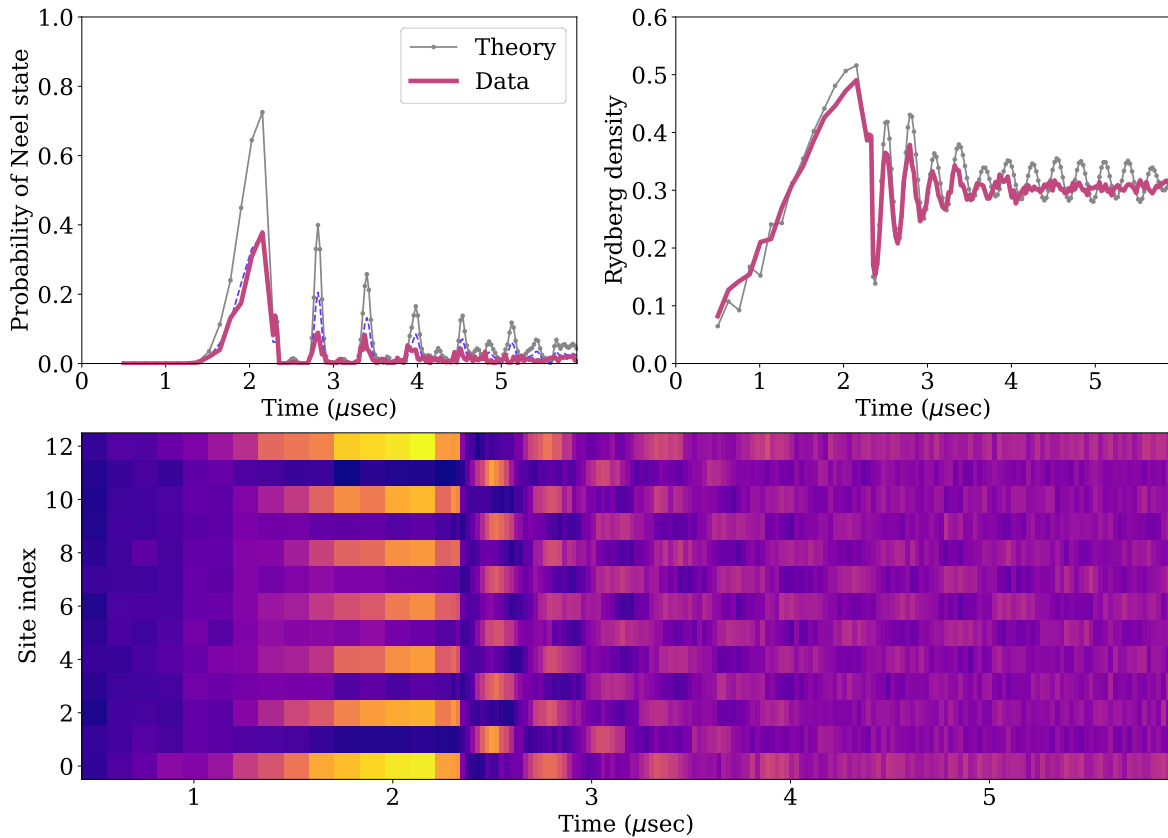 Probability of Neel state
1.0
0.8
0.6
0.4
0.2
0.0
0 1 2 3 4 5
Time (μsec)
Theory
Data
Rydberg density
0.6
0.5
0.4
0.3
0.2
0.1
0.0
0 1 2 3 4 5
Time (μsec)
Site index
12
10
8
6
4
2
0
1 2 3 4 5
Time (μsec)